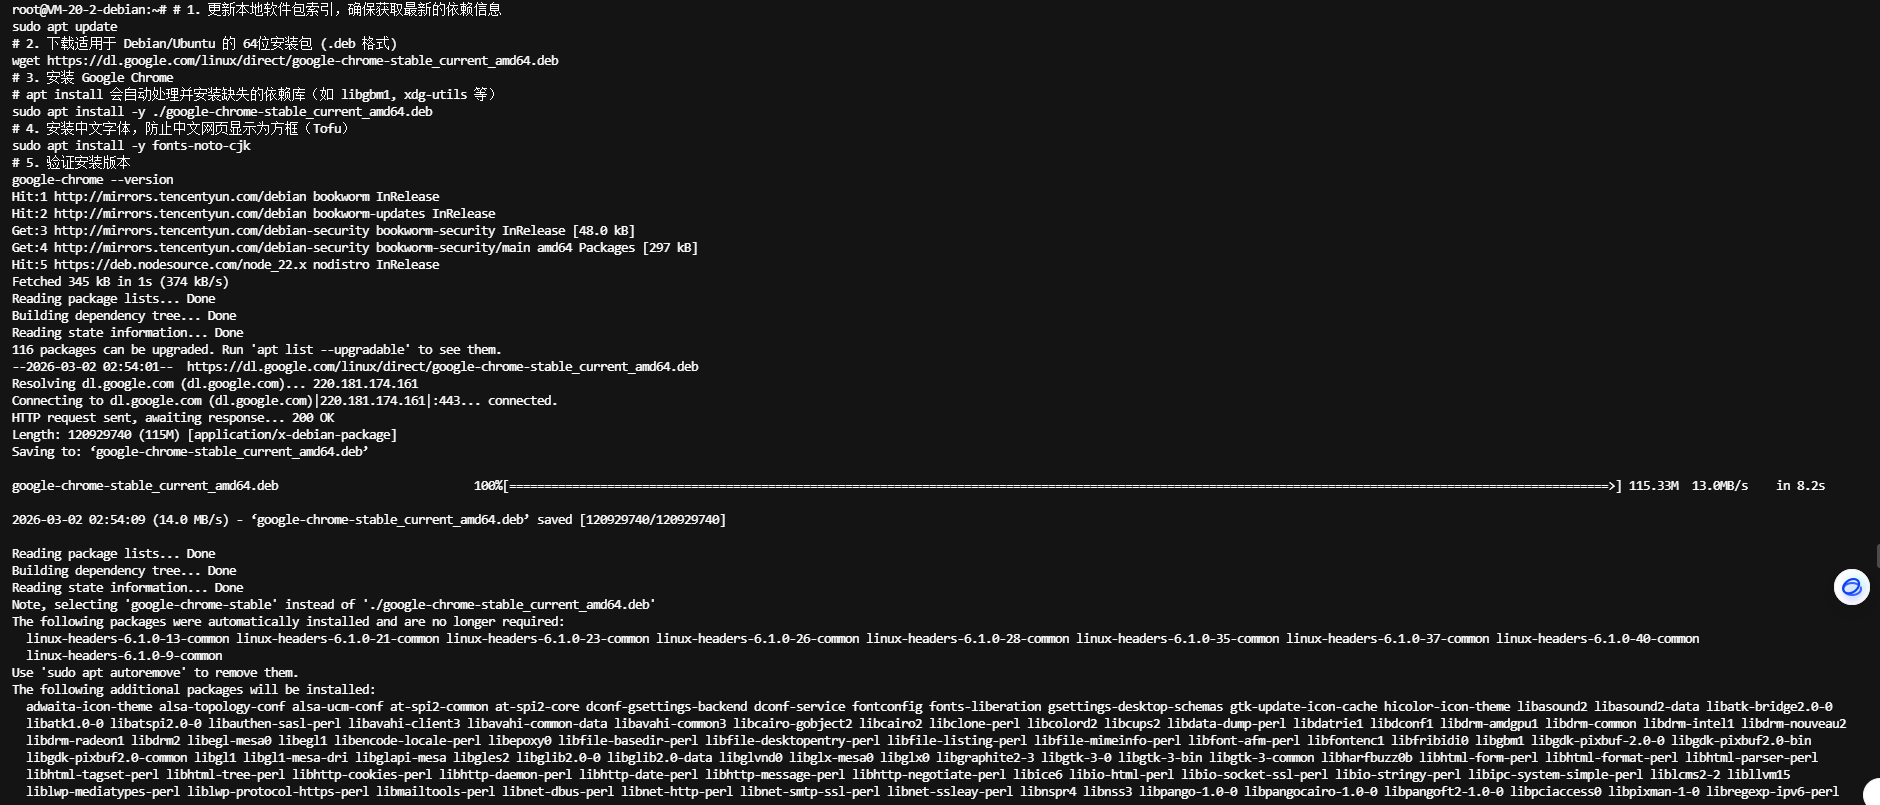 root@VM-20-2-debian:~# # 1. 更新本地软件包索引，确保获取最新的依赖信息
sudo apt update
# 2. 下载适用于 Debian/Ubuntu 的 64位安装包 (.deb 格式)
wget https://dl.google.com/linux/direct/google-chrome-stable_current_amd64.deb
# 3. 安装 Google Chrome
# apt install 会自动处理并安装缺失的依赖库（如 libgbm1, xdg-utils 等）
sudo apt install -y ./google-chrome-stable_current_amd64.deb
# 4. 安装中文字体，防止中文网页显示为方框（Tofu）
sudo apt install -y fonts-noto-cjk
# 5. 验证安装版本
google-chrome --version
Hit:1 http://mirrors.tencentyun.com/debian bookworm InRelease
Hit:2 http://mirrors.tencentyun.com/debian bookworm-updates InRelease
Get:3 http://mirrors.tencentyun.com/debian-security bookworm-security InRelease [48.0 kB]
Get:4 http://mirrors.tencentyun.com/debian-security bookworm-security/main amd64 Packages [297 kB]
Hit:5 https://deb.nodesource.com/node_22.x nodistro InRelease
Fetched 345 kB in 1s (374 kB/s)
Reading package lists... Done
Building dependency tree... Done
Reading state information... Done
116 packages can be upgraded. Run 'apt list --upgradable' to see them.
--2026-03-02 02:54:01--  https://dl.google.com/linux/direct/google-chrome-stable_current_amd64.deb
Resolving dl.google.com (dl.google.com)... 220.181.174.161
Connecting to dl.google.com (dl.google.com)|220.181.174.161|:443... connected.
HTTP request sent, awaiting response... 200 OK
Length: 120929740 (115M) [application/x-debian-package]
Saving to: ‘google-chrome-stable_current_amd64.deb’
google-chrome-stable_current_amd64.deb 100%[=============================================================================>] 115.33M  13.0MB/s    in 8.2s
2026-03-02 02:54:09 (14.0 MB/s) - ‘google-chrome-stable_current_amd64.deb’ saved [120929740/120929740]
Reading package lists... Done
Building dependency tree... Done
Reading state information... Done
Note, selecting 'google-chrome-stable' instead of './google-chrome-stable_current_amd64.deb'
The following packages were automatically installed and are no longer required:
linux-headers-6.1.0-13-common linux-headers-6.1.0-21-common linux-headers-6.1.0-23-common linux-headers-6.1.0-26-common linux-headers-6.1.0-28-common linux-headers-6.1.0-35-common linux-headers-6.1.0-37-common linux-headers-6.1.0-40-common
linux-headers-6.1.0-9-common
Use 'sudo apt autoremove' to remove them.
The following additional packages will be installed:
adwaita-icon-theme alsa-topology-conf alsa-ucm-conf at-spi2-common at-spi2-core dconf-gsettings-backend dconf-service fontconfig fonts-liberation gsettings-desktop-schemas gtk-update-icon-cache hicolor-icon-theme libasound2 libasound2-data libatk-bridge2.0-0
libatk1.0-0 libatspi2.0-0 libauthen-sasl-perl libavahi-client3 libavahi-common-data libavahi-common3 libcairo-gobject2 libcairo2 libclone-perl libcolord2 libcups2 libdata-dump-perl libdatrie1 libdconf1 libdrm-amdgpu1 libdrm-common libdrm-intel1 libdrm-nouveau2
libdrm-radeon1 libdrm2 libegl-mesa0 libegl1 libencode-locale-perl libepoxy0 libfile-basedir-perl libfile-desktopentry-perl libfile-listing-perl libfile-mimeinfo-perl libfont-afm-perl libfontenc1 libfribidi0 libgbm1 libgdk-pixbuf-2.0-0 libgdk-pixbuf2.0-bin
libgdk-pixbuf2.0-common libgl1 libgl1-mesa-dri libglapi-mesa libgles2 libglib2.0-0 libglib2.0-data libglvnd0 libglx-mesa0 libglx0 libgraphite2-3 libgtk-3-0 libgtk-3-bin libgtk-3-common libharfbuzz0b libhtml-form-perl libhtml-format-perl libhtml-parser-perl
libhtml-tagset-perl libhtml-tree-perl libhttp-cookies-perl libhttp-daemon-perl libhttp-date-perl libhttp-message-perl libhttp-negotiate-perl libice6 libio-html-perl libio-socket-ssl-perl libio-stringy-perl libipc-system-simple-perl liblcms2-2 libllvm15
liblwp-mediatypes-perl liblwp-protocol-https-perl libmailtools-perl libnet-dbus-perl libnet-http-perl libnet-smtp-ssl-perl libnet-ssleay-perl libnspr4 libnss3 libpango-1.0-0 libpangocairo-1.0-0 libpangoft2-1.0-0 libpciaccess0 libpixman-1-0 libregexp-ipv6-perl